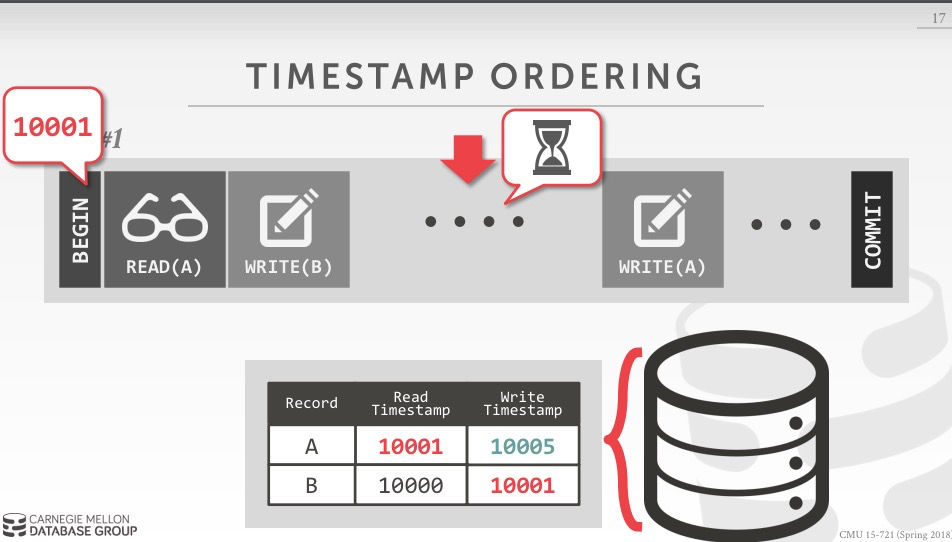 17
TIMESTAMP ORDERING
10001
#1
BEGIN
READ(A)
WRITE(B)
WRITE(A)
COMMIT
Record Read Timestamp Write Timestamp
A 10001 10005
B 10000 10001
CARNEGIE MELLON
DATABASE GROUP
CMU 15-721 (Spring 2018